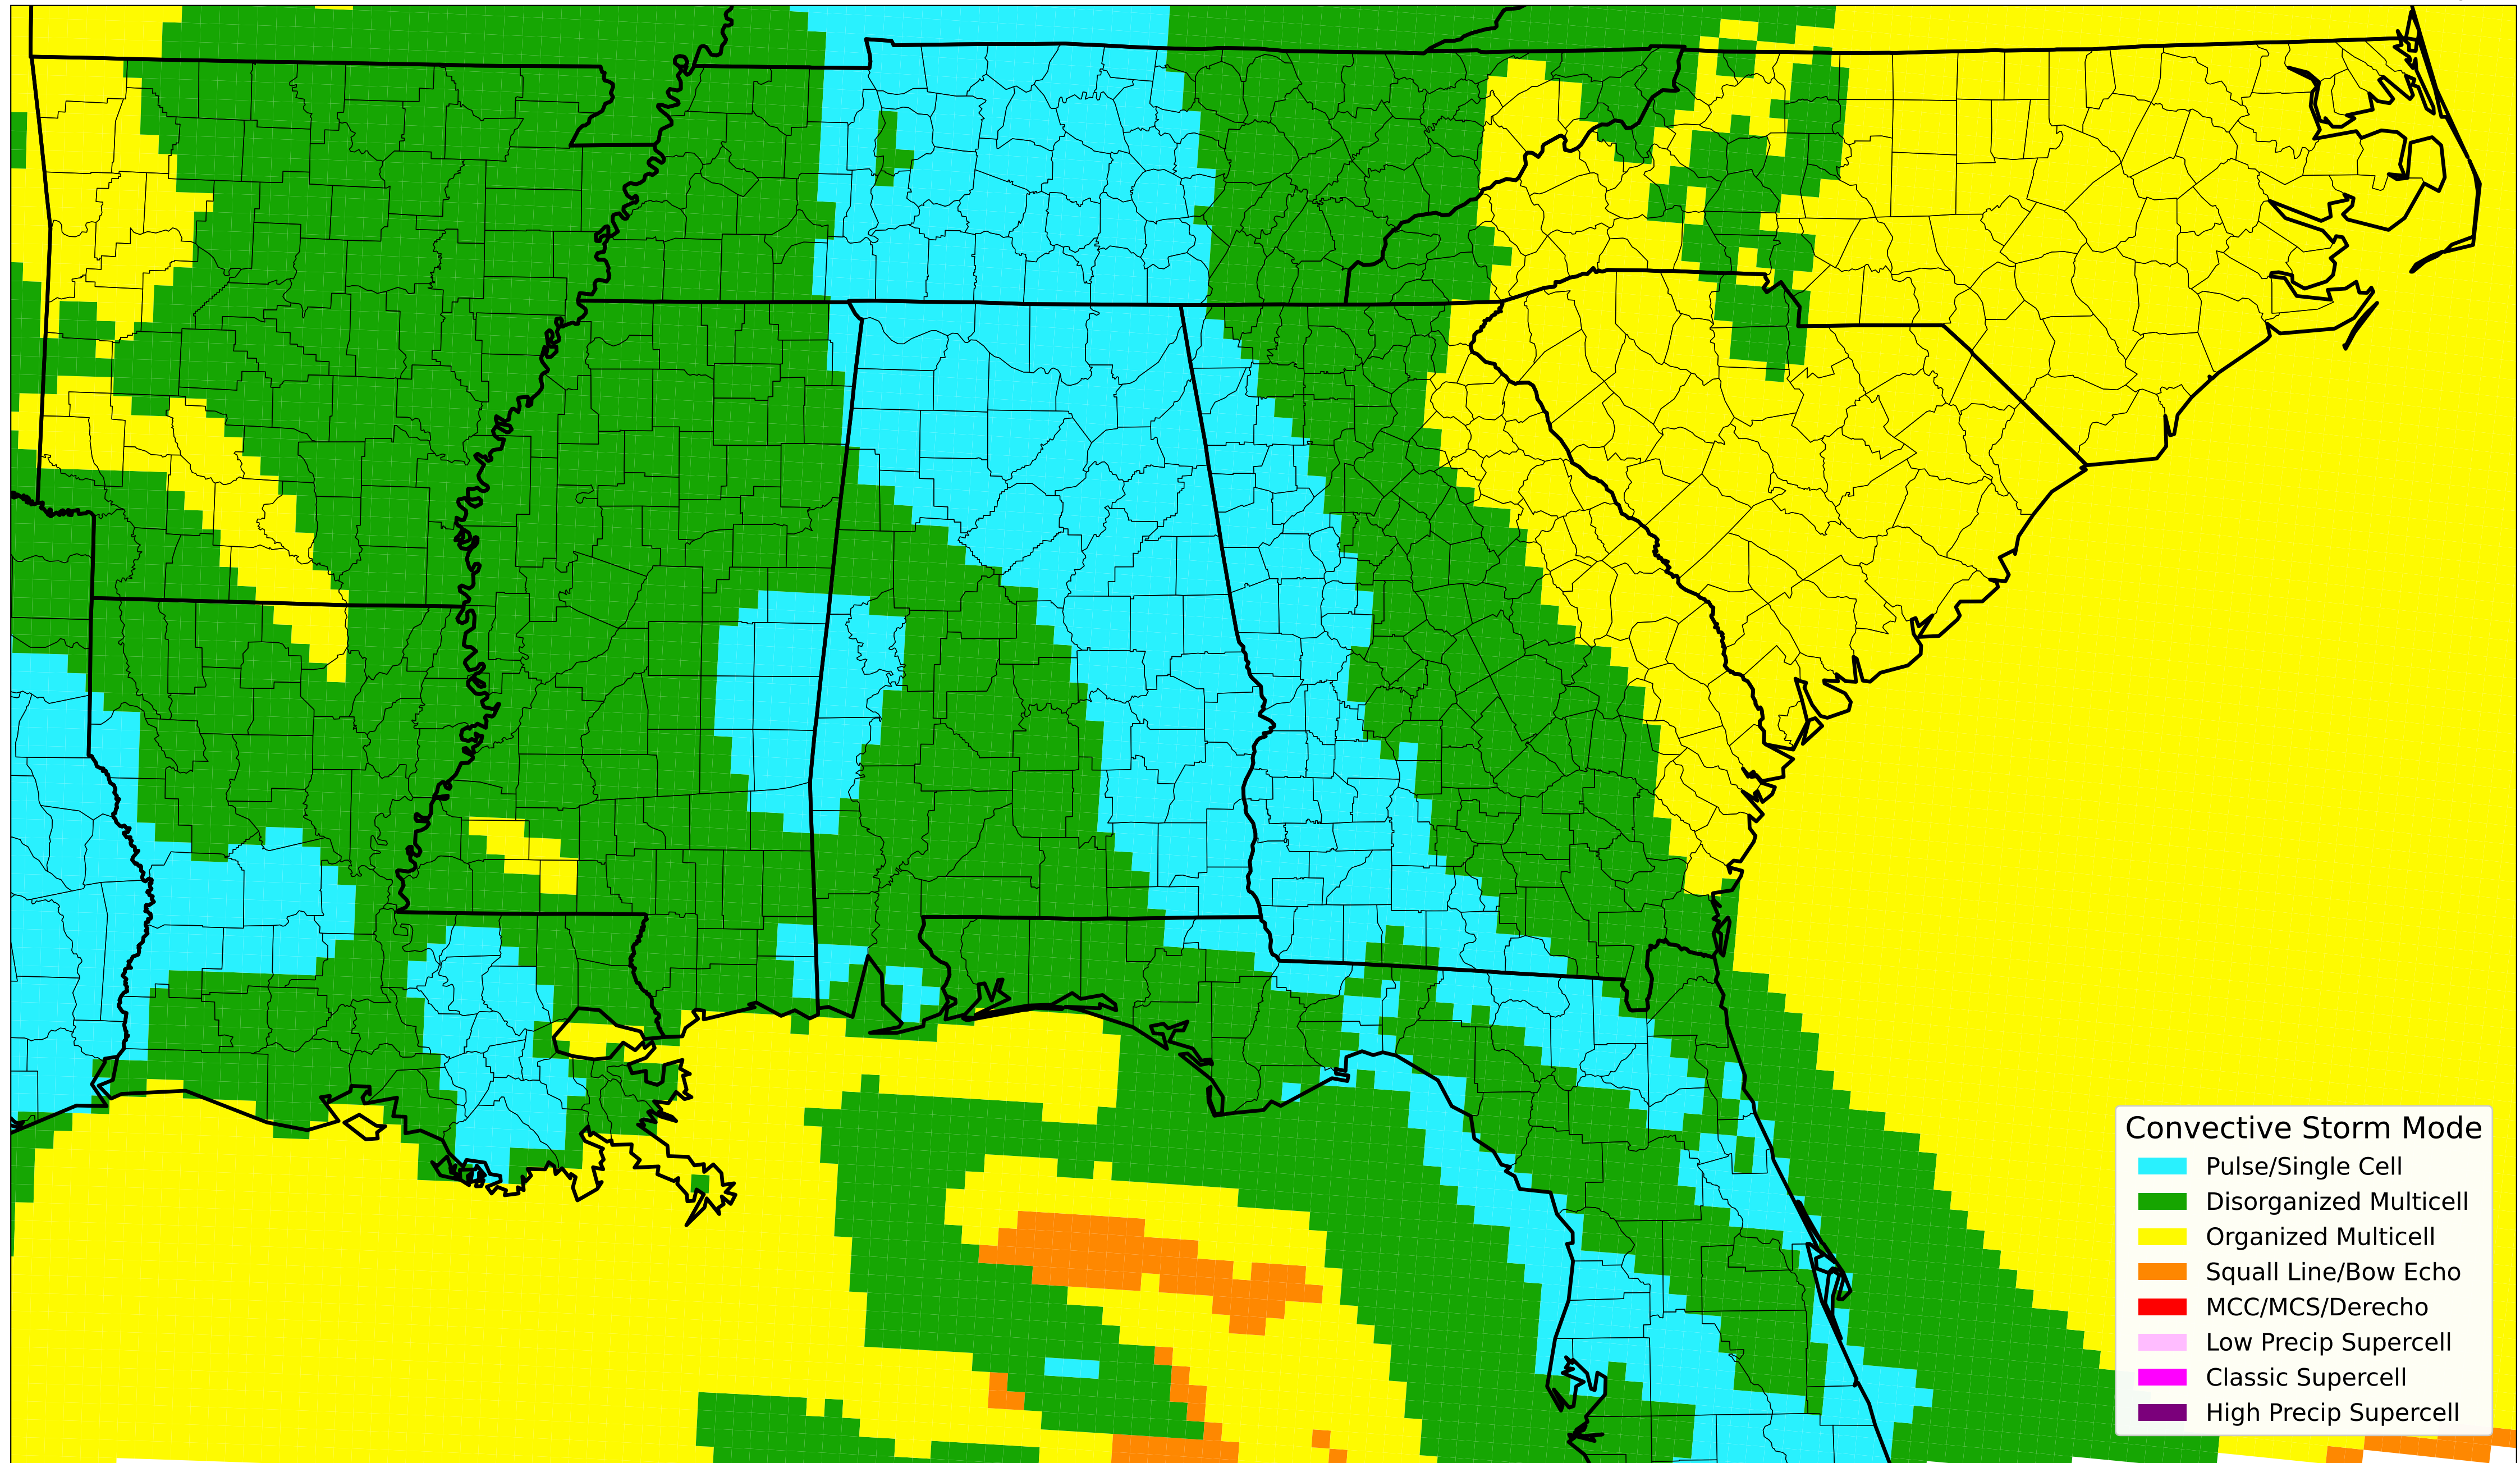 Convective Storm Mode
Pulse/Single Cell
Disorganized Multicell
Organized Multicell
Squall Line/Bow Echo
MCC/MCS/Derecho
Low Precip Supercell
Classic Supercell
High Precip Supercell